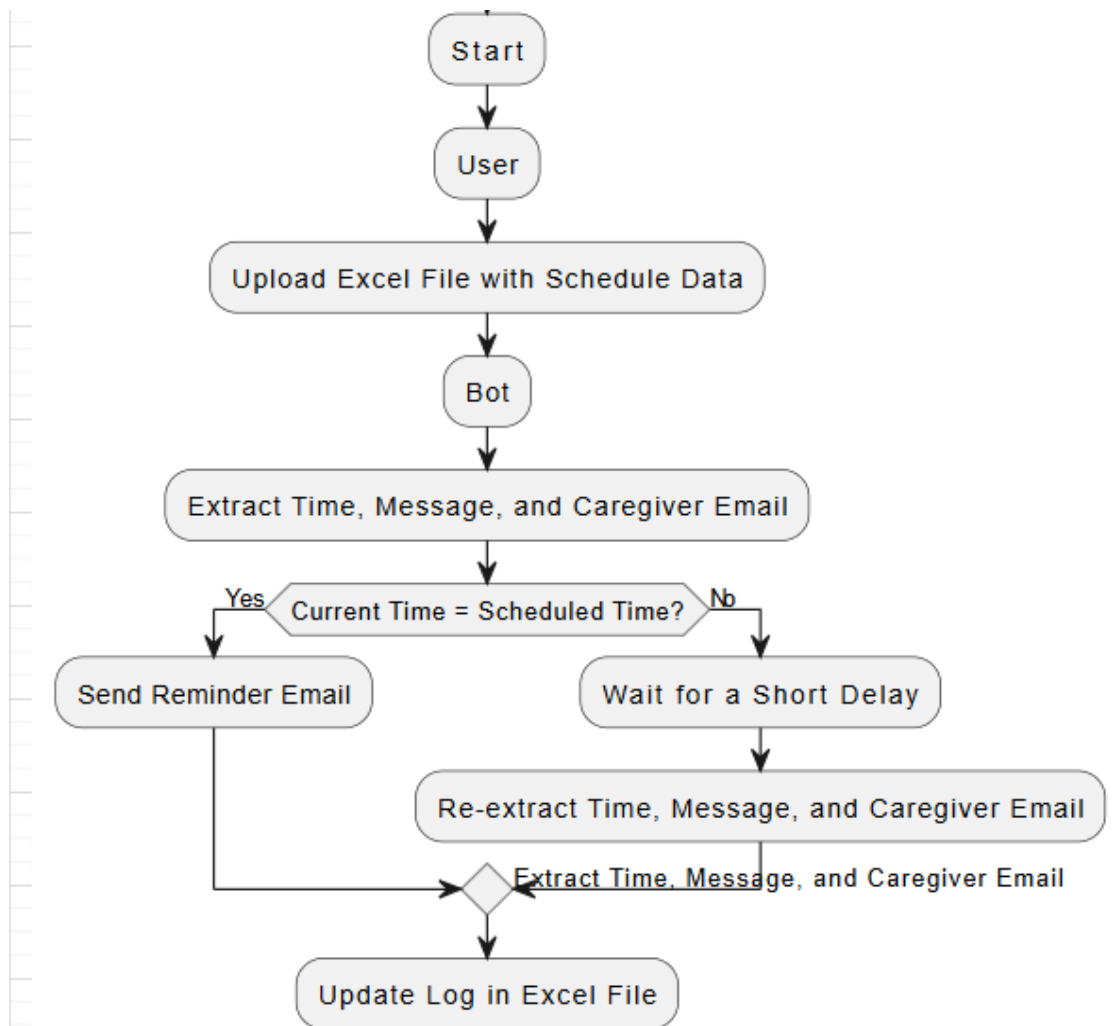 Start
User
Upload Excel File with Schedule Data
Bot
Extract Time, Message, and Caregiver Email
Yes
Current Time = Scheduled Time?
No
Send Reminder Email
Wait for a Short Delay
Re-extract Time, Message, and Caregiver Email
Extract Time, Message, and Caregiver Email
Update Log in Excel File